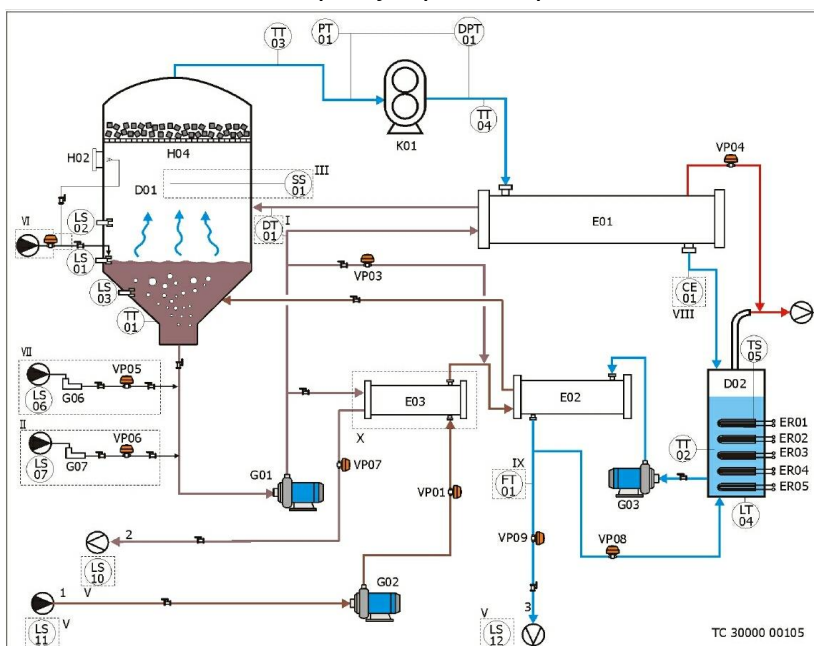 TT
03
PT
01
DPT
01
TT
04
K01
VP04
H04
H02
III
D01
SS
01
LS
02
VI
LS
01
DT
01
I
E01
LS
03
TT
01
VP03
CE
01
VIII
TS
05
VII
VP05
LS
06
G06
II
VP06
LS
07
G07
E03
X
E02
D02
ER01
ER02
ER03
ER04
ER05
TT
02
LT
04
G01
VP07
VP01
IX
FT
01
G03
VP08
VP09
2
LS
10
V
1
LS
11
V
G02
3
V
LS
12
TC 30000 00105